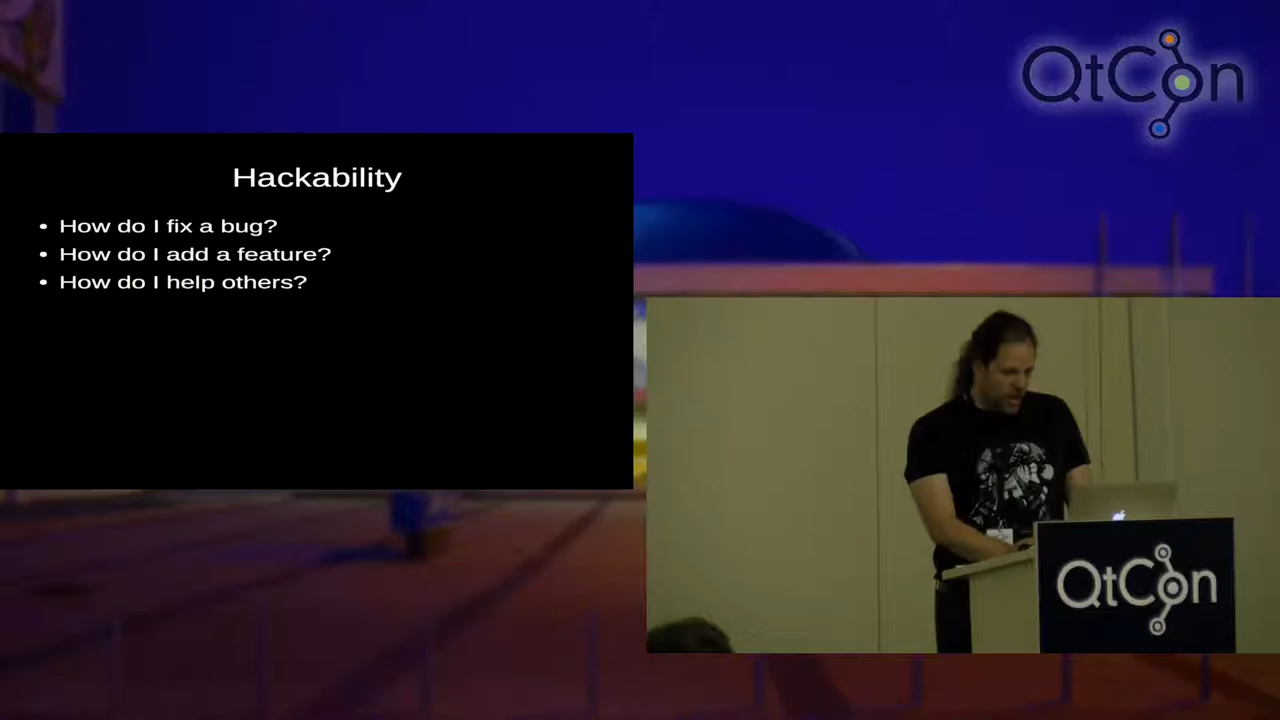 QtCon
Hackability
• How do I fix a bug?
• How do I add a feature?
• How do I help others?
QtCon